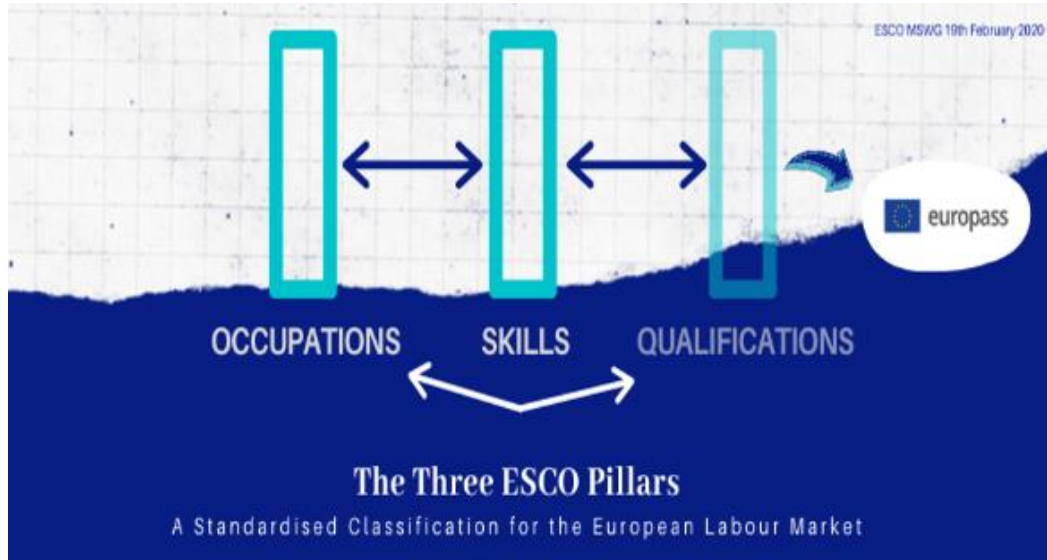 ESCO MSWG 19th February 2020
europass
OCCUPATIONS SKILLS QUALIFICATIONS
The Three ESCO Pillars
A Standardised Classification for the European Labour Market